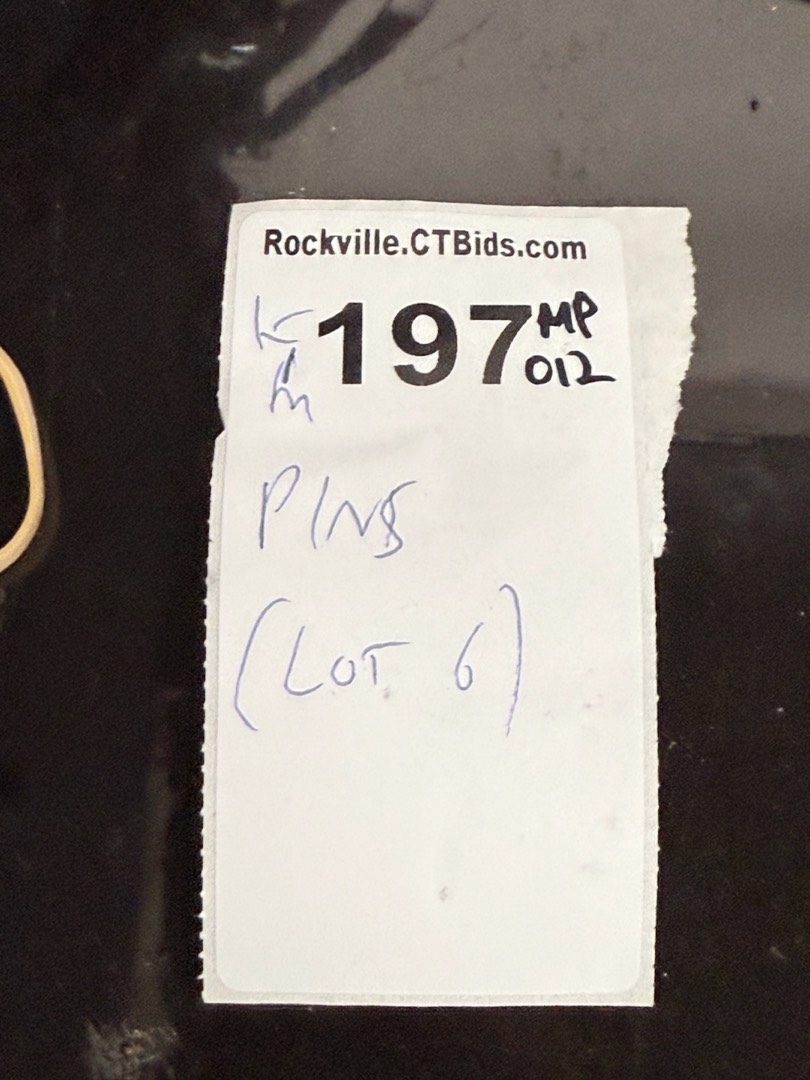 Rockville.CTBids.com
197 MP
012
PINS
(LOT 6)